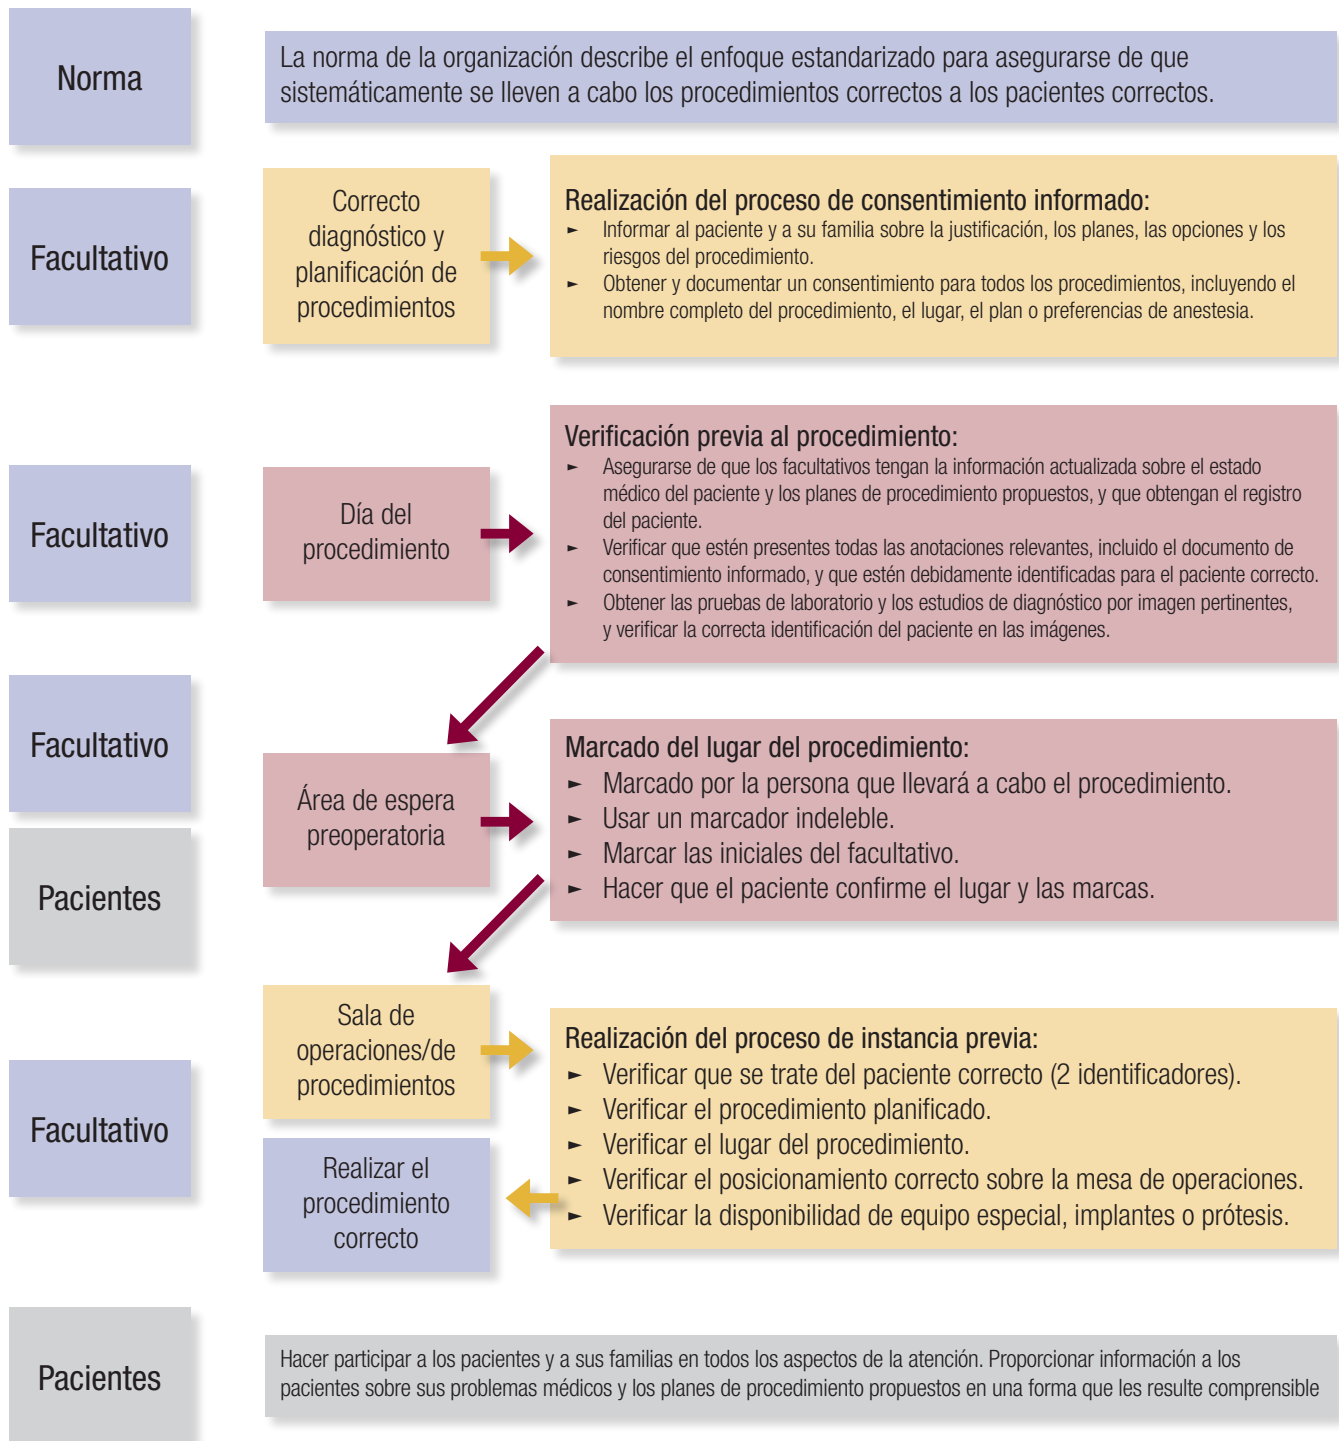 Norma
La norma de la organización describe el enfoque estandarizado para asegurarse de que
sistemáticamente se lleven a cabo los procedimientos correctos a los pacientes correctos.
Facultativo
Correcto
diagnóstico y
planificación de
procedimientos
Realización del proceso de consentimiento informado:
► Informar al paciente y a su familia sobre la justificación, los planes, las opciones y los
riesgos del procedimiento.
► Obtener y documentar un consentimiento para todos los procedimientos, incluyendo el
nombre completo del procedimiento, el lugar, el plan o preferencias de anestesia.
Facultativo
Día del
procedimiento
Verificación previa al procedimiento:
► Asegurarse de que los facultativos tengan la información actualizada sobre el estado
médico del paciente y los planes de procedimiento propuestos, y que obtengan el registro
del paciente.
► Verificar que estén presentes todas las anotaciones relevantes, incluido el documento de
consentimiento informado, y que estén debidamente identificadas para el paciente correcto.
► Obtener las pruebas de laboratorio y los estudios de diagnóstico por imagen pertinentes,
y verificar la correcta identificación del paciente en las imágenes.
Facultativo
Pacientes
Área de espera
preoperatoria
Marcado del lugar del procedimiento:
► Marcado por la persona que llevará a cabo el procedimiento.
► Usar un marcador indeleble.
► Marcar las iniciales del facultativo.
► Hacer que el paciente confirme el lugar y las marcas.
Facultativo
Sala de
operaciones/de
procedimientos
Realización del proceso de instancia previa:
► Verificar que se trate del paciente correcto (2 identificadores).
► Verificar el procedimiento planificado.
► Verificar el lugar del procedimiento.
► Verificar el posicionamiento correcto sobre la mesa de operaciones.
► Verificar la disponibilidad de equipo especial, implantes o prótesis.
Realizar el
procedimiento
correcto
Pacientes
Hacer participar a los pacientes y a sus familias en todos los aspectos de la atención. Proporcionar información a los
pacientes sobre sus problemas médicos y los planes de procedimiento propuestos en una forma que les resulte comprensible